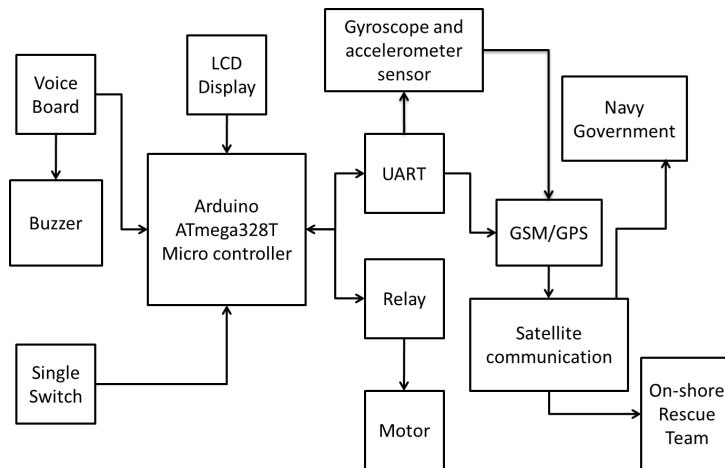 Gyroscope and
accelerometer
sensor
Voice
Board
LCD
Display
Navy
Government
Buzzer
Arduino
ATmega328T
Micro controller
UART
GSM/GPS
Relay
Satellite
communication
Single
Switch
Motor
On-shore
Rescue
Team